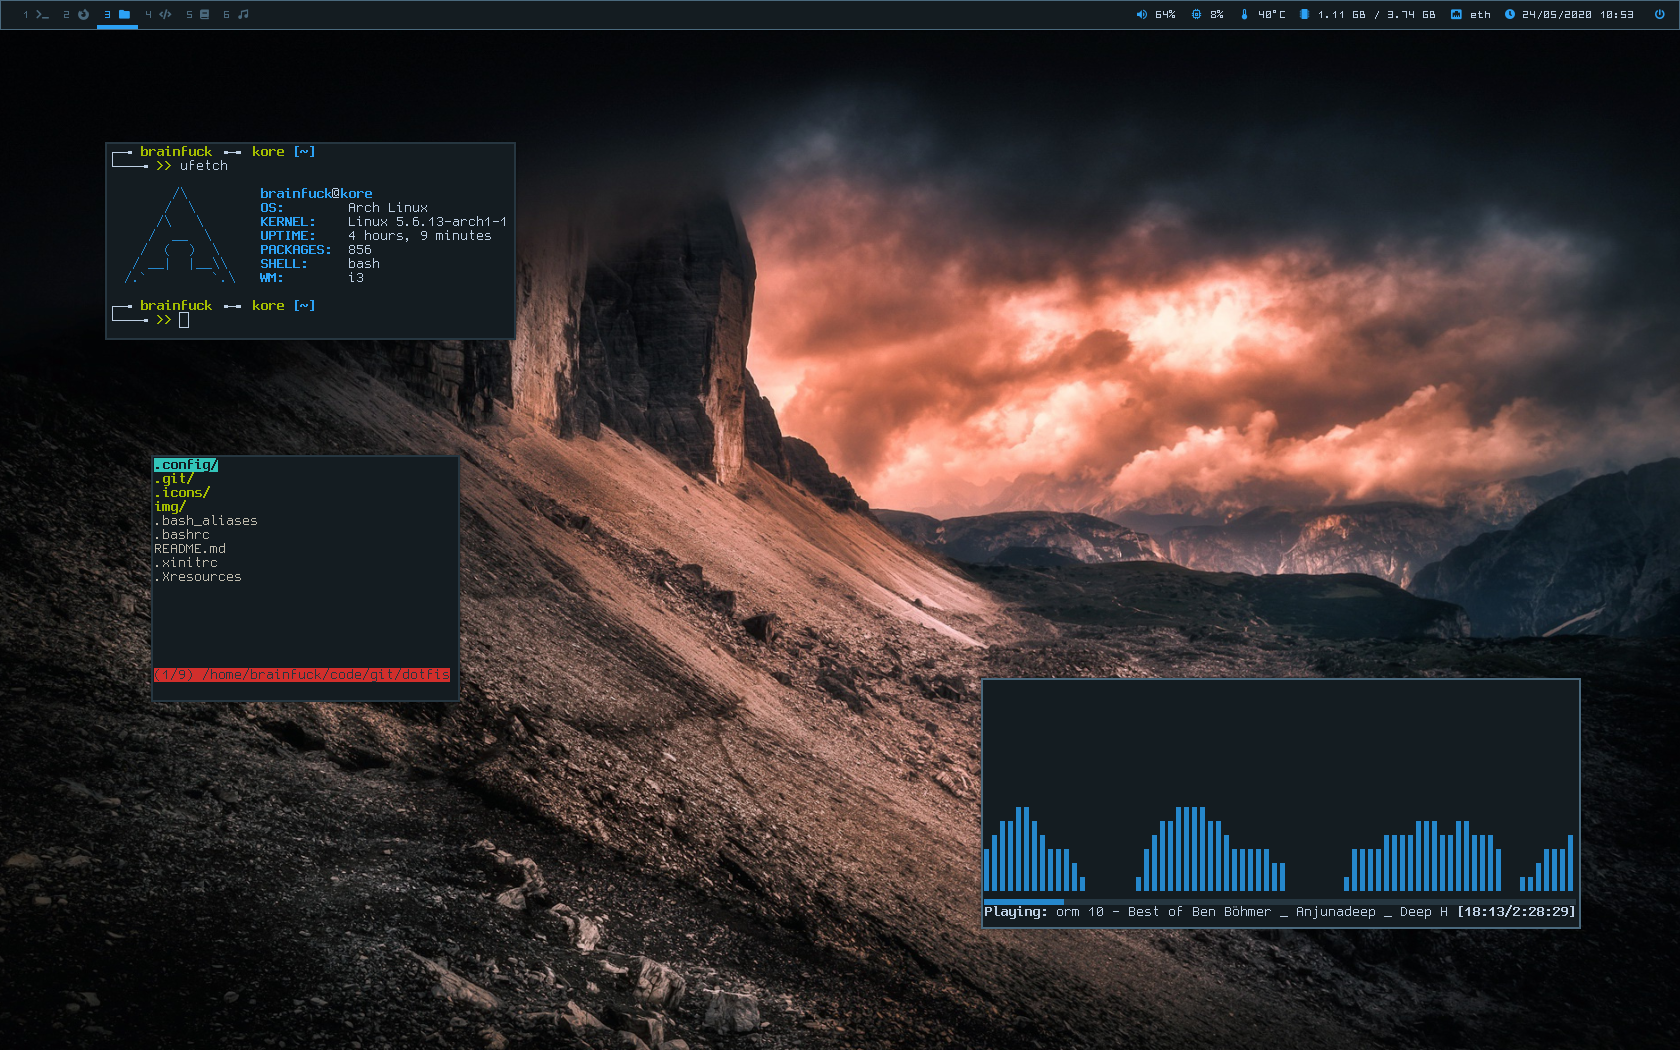 1 2 3 4 5 6 64% 8% 40°C 1.11 GB / 3.74 GB eth 24/05/2020 10:53
brainfuck kore [~]
>> ufetch
brainfuck@kore
OS: Arch Linux
KERNEL: Linux 5.6.13-arch1-1
UPTIME: 4 hours, 9 minutes
PACKAGES: 856
SHELL: bash
WM: i3
brainfuck kore [~]
>>
.config/
.git/
.icons/
img/
.bash_aliases
.bashrc
README.md
.xinitrc
.Xresources
(1/9) /home/brainfuck/code/git/dotfis
Playing: orm 10 - Best of Ben Böhmer _ Anjunadeep _ Deep H [18:13/2:28:29]